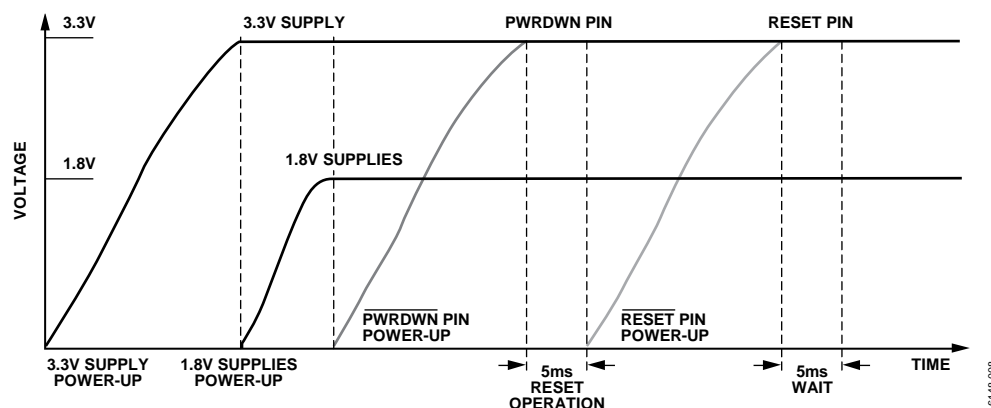 3.3V
3.3V SUPPLY
PWRDWN PIN
RESET PIN
VOLTAGE
1.8V
1.8V SUPPLIES
PWRDWN PIN
POWER-UP
RESET PIN
POWER-UP
3.3V SUPPLY
POWER-UP
1.8V SUPPLIES
POWER-UP
5ms
RESET
OPERATION
5ms
WAIT
TIME